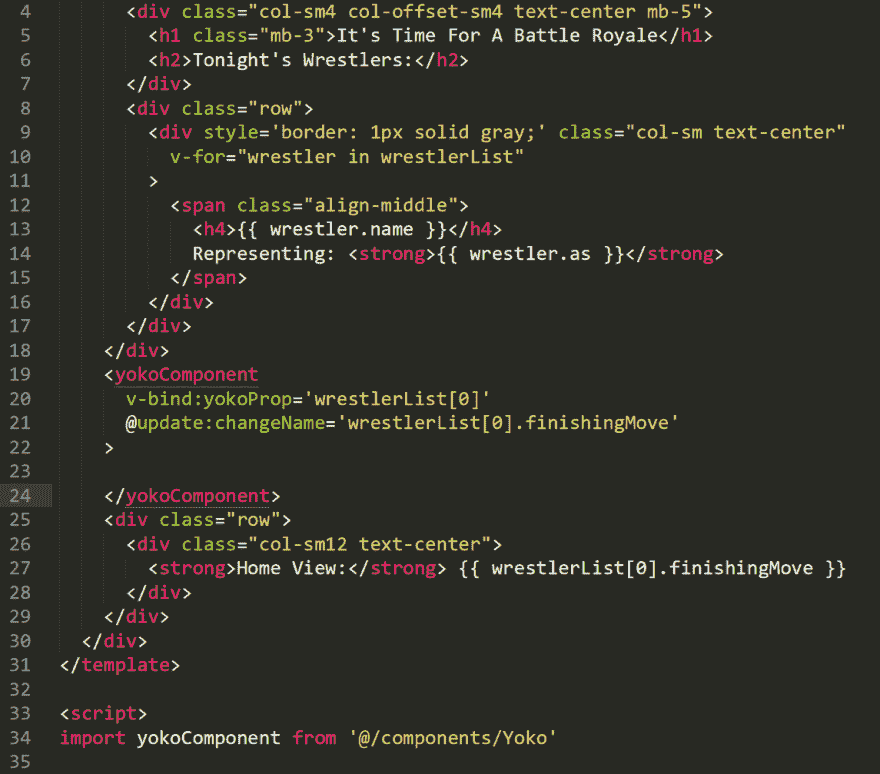 4 <div class="col-sm4 col-offset-sm4 text-center mb-5">
5 <h1 class="mb-3">It's Time For A Battle Royale</h1>
6 <h2>Tonight's Wrestlers:</h2>
7 </div>
8 <div class="row">
9 <div style='border: 1px solid gray;' class="col-sm text-center"
10 v-for="wrestler in wrestlerList"
11 >
12 <span class="align-middle">
13 <h4>{{ wrestler.name }}</h4>
14 Representing: <strong>{{ wrestler.as }}</strong>
15 </span>
16 </div>
17 </div>
18 </div>
19 <yokoComponent
20 v-bind:yokoProp='wrestlerList[0]'
21 @update:changeName='wrestlerList[0].finishingMove'
22 >
23
24 </yokoComponent>
25 <div class="row">
26 <div class="col-sm12 text-center">
27 <strong>Home View:</strong> {{ wrestlerList[0].finishingMove }}
28 </div>
29 </div>
30 </div>
31 </template>
32
33 <script>
34 import yokoComponent from '@/components/Yoko'
35